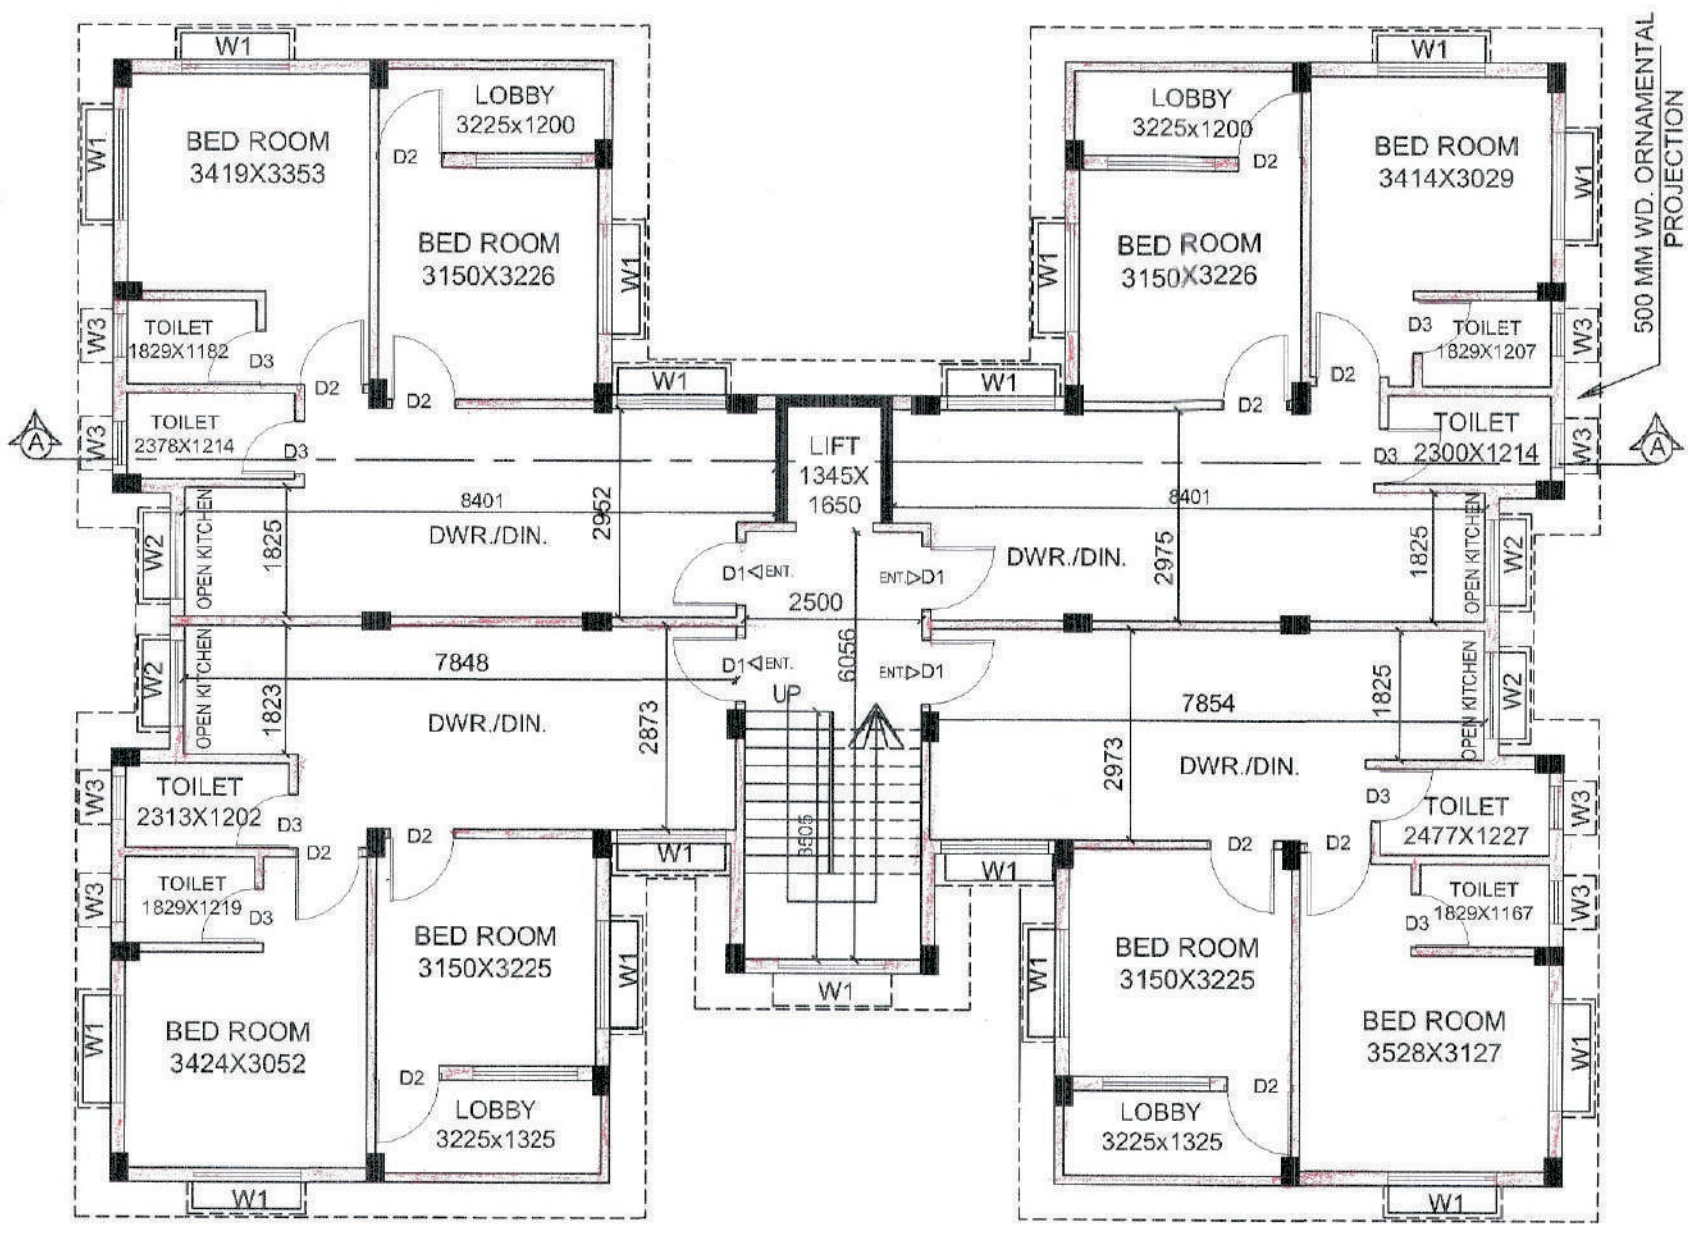 W1
W1
500 MM WD. ORNAMENTAL
PROJECTION
LOBBY
3225x1200
LOBBY
3225x1200
BED ROOM
3419X3353
W1
D2
D2
BED ROOM
3414X3029
W1
BED ROOM
3150X3226
W1
W1
BED ROOM
3150X3226
W3
TOILET
1829X1182
D3
D3
TOILET
1829X1207
W3
D2
D2
W1
W1
D2
D2
A
W3
TOILET
2378X1214
D3
LIFT
1345X
1650
D3
TOILET
2300X1214
W3
A
8401
8401
W2
OPEN KITCHEN
1825
DWR./DIN.
2952
DWR./DIN.
2975
1825
OPEN KITCHEN
W2
D1
ENT.
ENT.
D1
2500
W2
OPEN KITCHEN
1823
7848
D1
ENT.
6056
ENT
D1
UP
7854
1825
OPEN KITCHEN
W2
DWR./DIN.
2873
2973
DWR./DIN.
W3
TOILET
2313X1202
D3
D3
TOILET
2477X1227
W3
D2
D2
W1
W1
D2
D2
W3
TOILET
1829X1219
D3
D3
TOILET
1829X1167
W3
BED ROOM
3150X3225
W1
W1
W1
BED ROOM
3150X3225
W1
BED ROOM
3424X3052
BED ROOM
3528X3127
W1
D2
D2
LOBBY
3225x1325
LOBBY
3225x1325
W1
W1